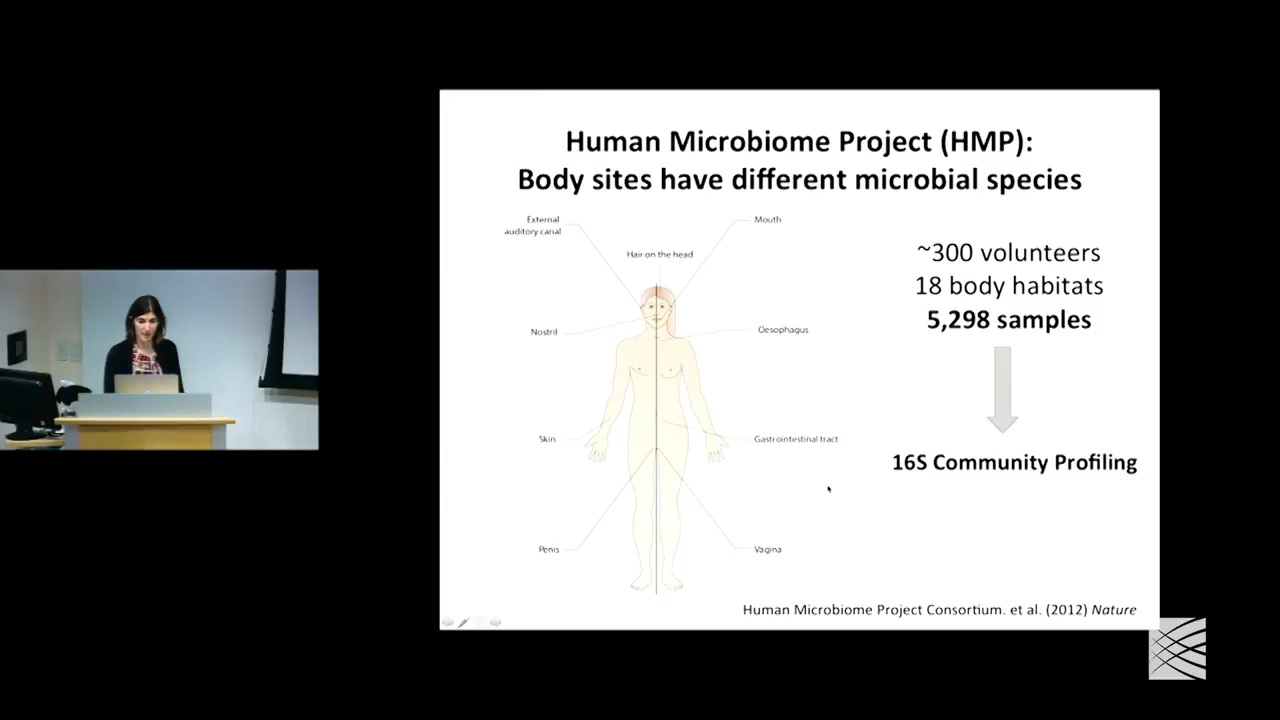 Human Microbiome Project (HMP):
Body sites have different microbial species
External
auditory canal
Mouth
Hair on the head
Nostril
Oesophagus
Skin
Gastrointestinal tract
Penis
Vagina
~300 volunteers
18 body habitats
5,298 samples
16S Community Profiling
Human Microbiome Project Consortium. et al. (2012) Nature